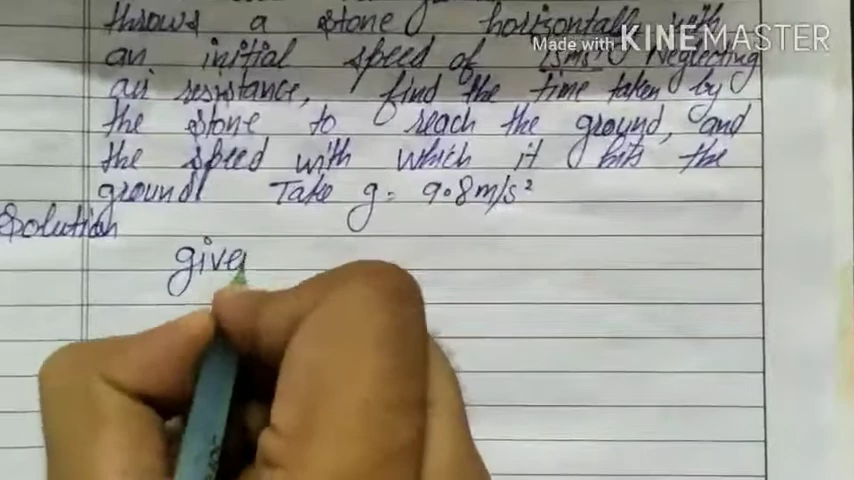 throws a stone horizontally with
Made with KINEMASTER
an initial speed of 15ms⁻¹ Neglecting
air resistance, find the time taken by
the stone to reach the ground, and
the speed with which it hits the
ground Take g = 9.8m/s²
Solution
give